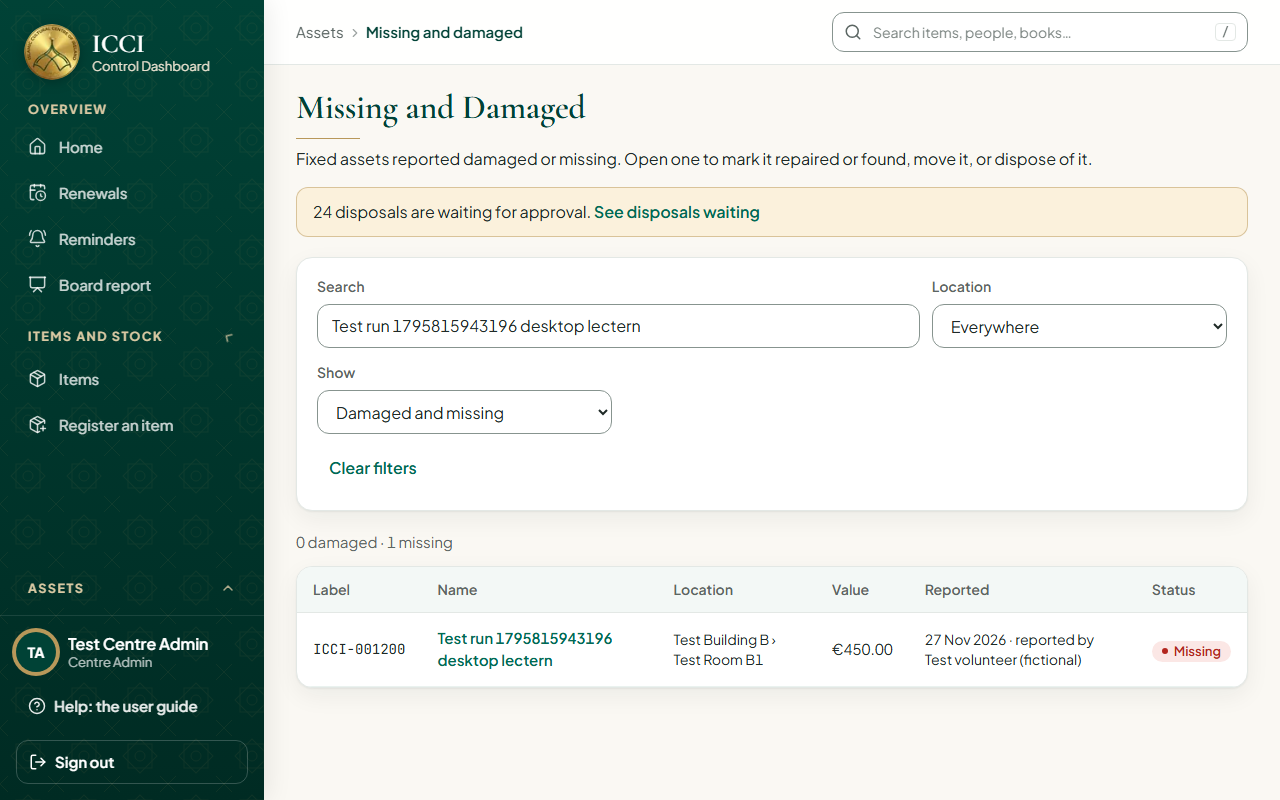 ICCI
Control Dashboard
OVERVIEW
Home
Renewals
Reminders
Board report
ITEMS AND STOCK
Items
Register an item
ASSETS
TA
Test Centre Admin
Centre Admin
Help: the user guide
Sign out
Assets › Missing and damaged
Search items, people, books…
/
Missing and Damaged
Fixed assets reported damaged or missing. Open one to mark it repaired or found, move it, or dispose of it.
24 disposals are waiting for approval. See disposals waiting
Search
Test run 1795815943196 desktop lectern
Location
Everywhere
Show
Damaged and missing
Clear filters
0 damaged · 1 missing
Label Name Location Value Reported Status
ICCI-001200
Test run 1795815943196
desktop lectern
Test Building B ›
Test Room B1
€450.00
27 Nov 2026 · reported by
Test volunteer (fictional)
Missing